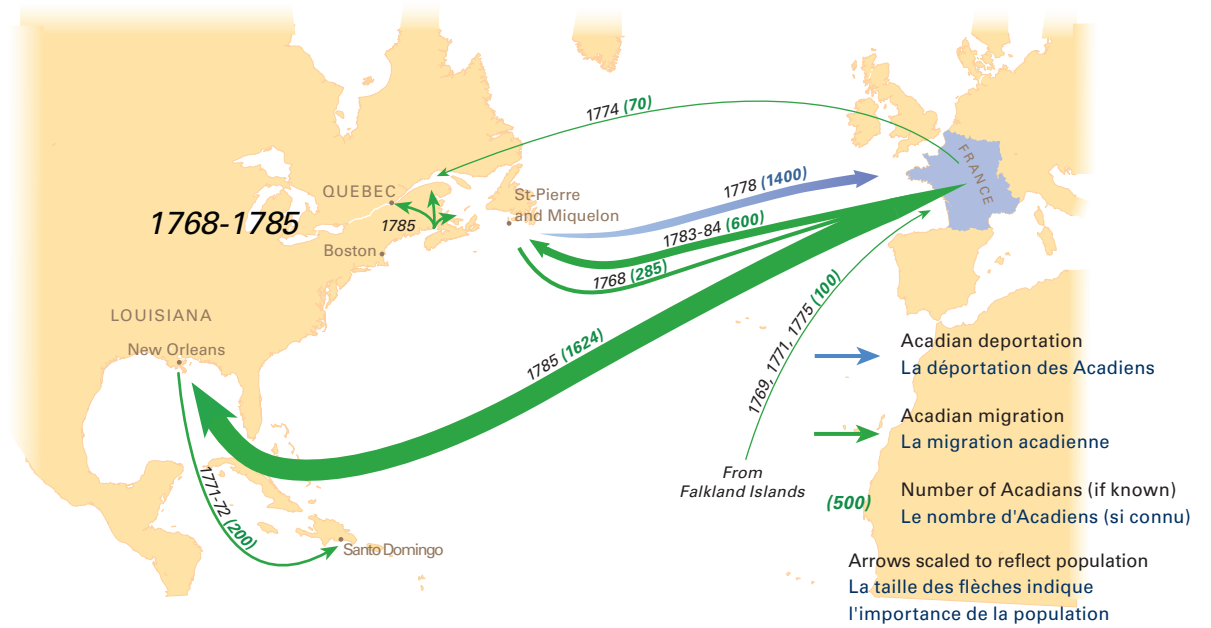 1774 (70)
FRANCE
QUEBEC
1785
St-Pierre
and Miquelon
1778 (1400)
1768-1785
1783-84 (600)
Boston
1768 (285)
LOUISIANA
New Orleans
1785 (1624)
1769, 1771, 1775 (100)
From
Falkland Islands
1771-72 (200)
Santo Domingo
Acadian deportation
La déportation des Acadiens
Acadian migration
La migration acadienne
(500)
Number of Acadians (if known)
Le nombre d'Acadiens (si connu)
Arrows scaled to reflect population
La taille des flèches indique
l'importance de la population